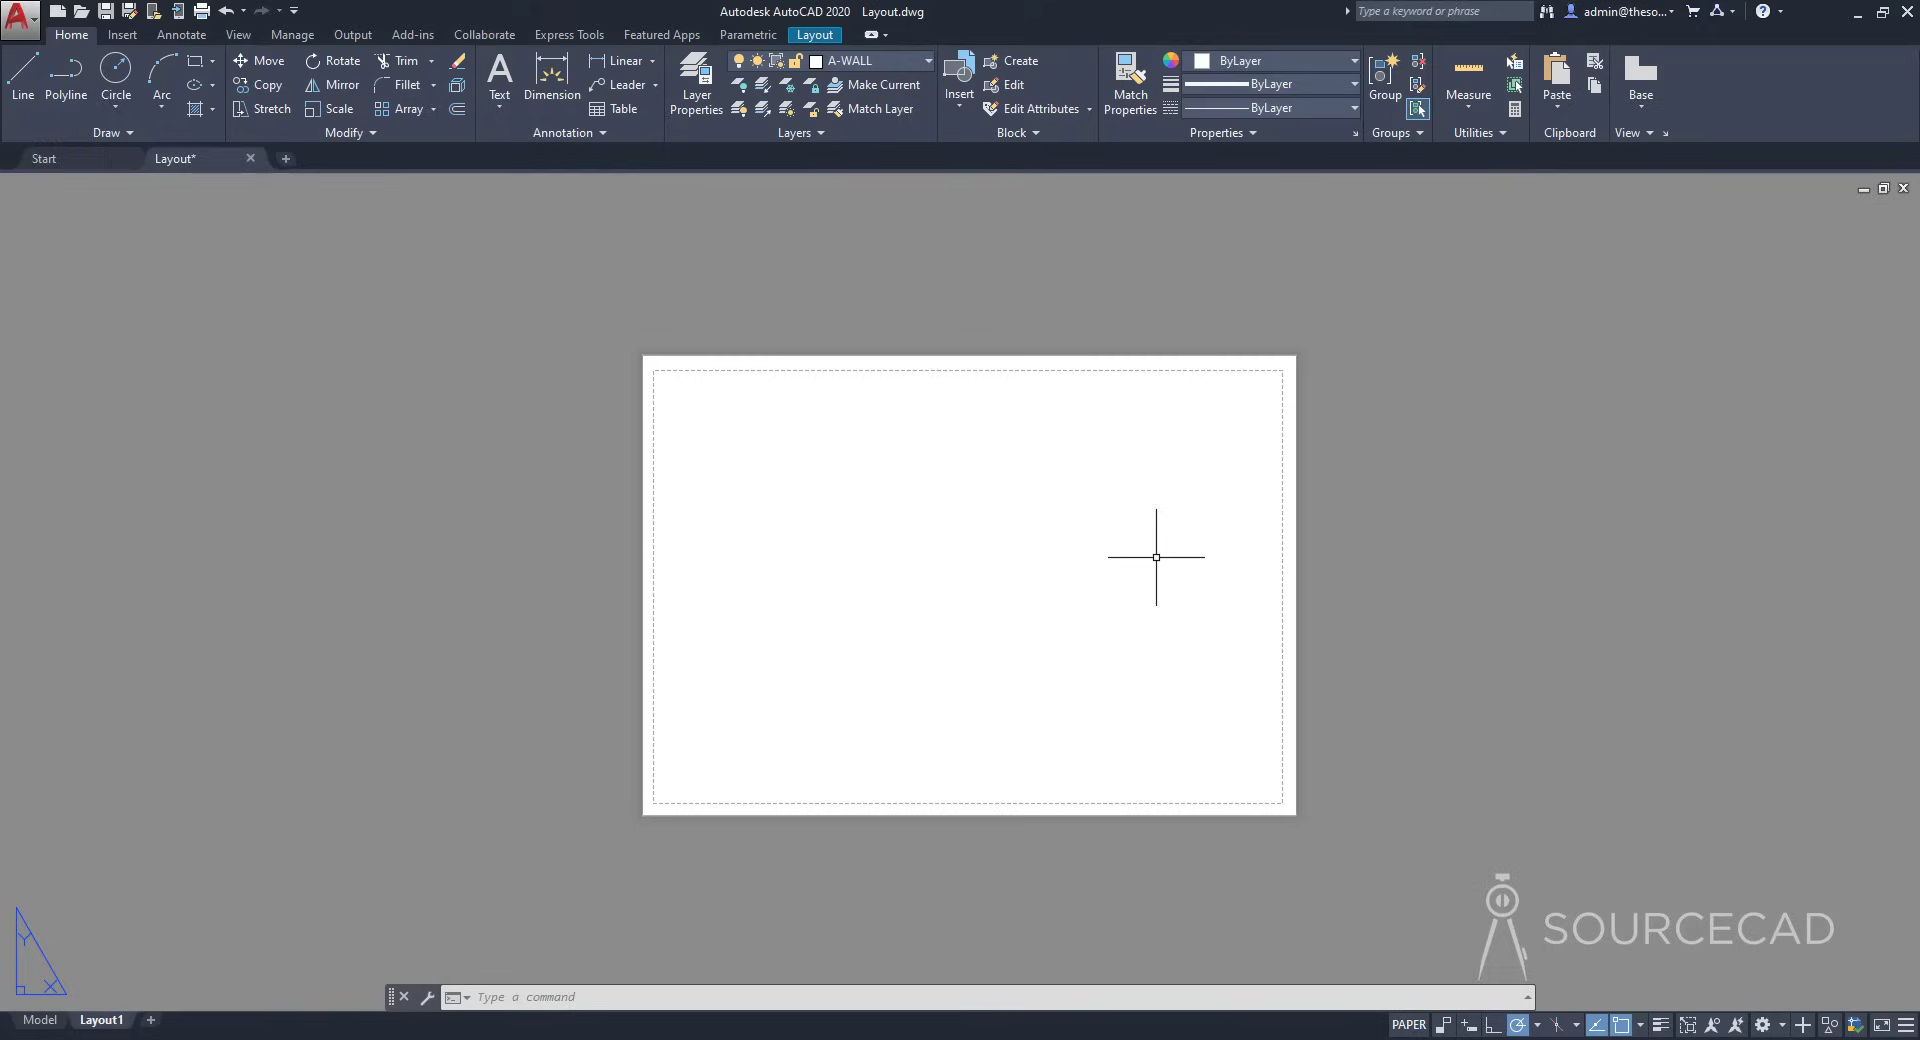 Autodesk AutoCAD 2020 Layout.dwg
Type a keyword or phrase
admin@theso...
Home Insert Annotate View Manage Output Add-ins Collaborate Express Tools Featured Apps Parametric Layout
Line
Polyline
Circle
Arc
Draw
Move Rotate Trim
Copy Mirror Fillet
Stretch Scale Array
Modify
Text
Dimension
Linear
Leader
Table
Annotation
Layer
Properties
A-WALL
Make Current
Match Layer
Layers
Insert
Create
Edit
Edit Attributes
Block
Match
Properties
ByLayer
ByLayer
ByLayer
Properties
Group
Groups
Measure
Utilities
Paste
Clipboard
Base
View
Start
Layout*
Y
X
SOURCECAD
Type a command
Model Layout1
PAPER